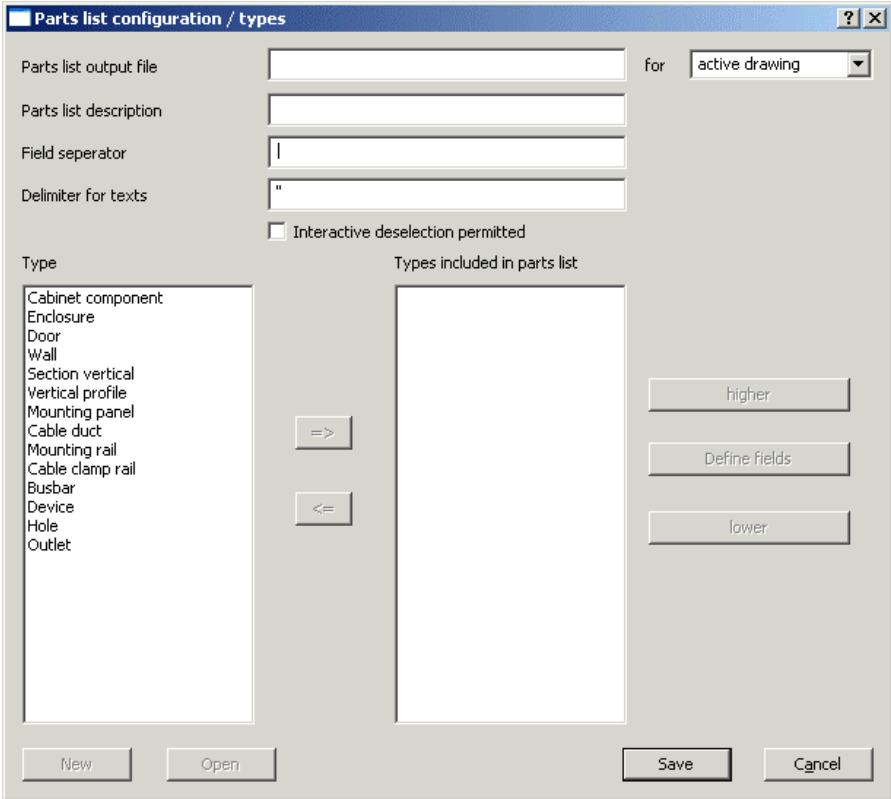 Parts list configuration / types
Parts list output file
for
active drawing
Parts list description
Field seperator
|
Delimiter for texts
"
Interactive deselection permitted
Type
Types included in parts list
Cabinet component
Enclosure
Door
Wall
Section vertical
Vertical profile
Mounting panel
Cable duct
Mounting rail
Cable clamp rail
Busbar
Device
Hole
Outlet
=>
<=
higher
Define fields
lower
New
Open
Save
Cancel